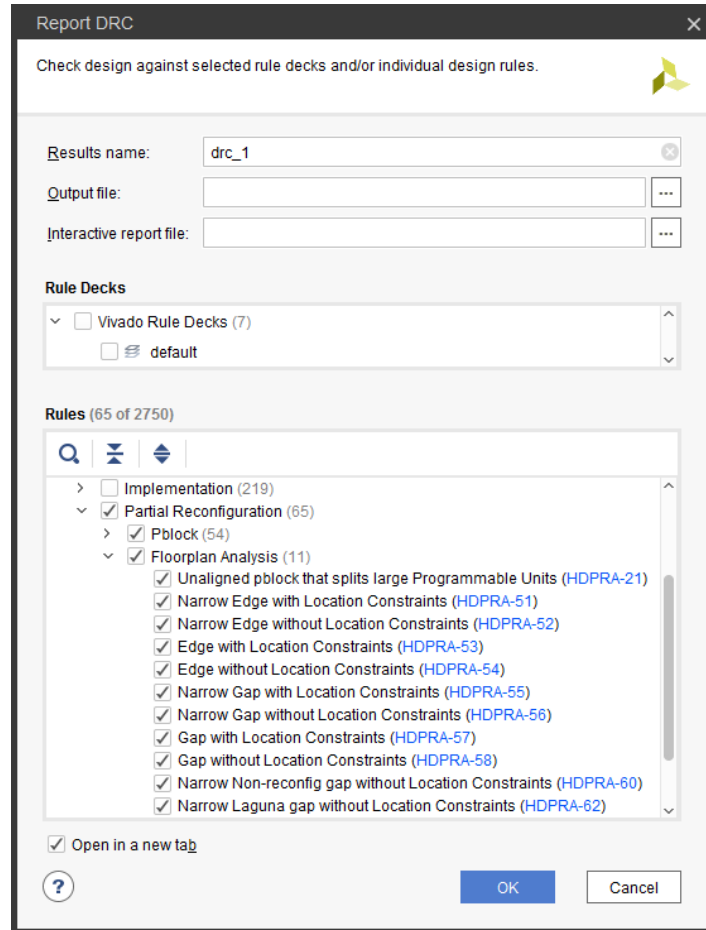 Report DRC
Check design against selected rule decks and/or individual design rules.
Results name: drc_1
Output file: ...
Interactive report file: ...
Rule Decks
Vivado Rule Decks (7)
default
Rules (65 of 2750)
Implementation (219)
Partial Reconfiguration (65)
Pblock (54)
Floorplan Analysis (11)
Unaligned pblock that splits large Programmable Units (HDPRA-21)
Narrow Edge with Location Constraints (HDPRA-51)
Narrow Edge without Location Constraints (HDPRA-52)
Edge with Location Constraints (HDPRA-53)
Edge without Location Constraints (HDPRA-54)
Narrow Gap with Location Constraints (HDPRA-55)
Narrow Gap without Location Constraints (HDPRA-56)
Gap with Location Constraints (HDPRA-57)
Gap without Location Constraints (HDPRA-58)
Narrow Non-reconfig gap without Location Constraints (HDPRA-60)
Narrow Laguna gap without Location Constraints (HDPRA-62)
Open in a new tab
? OK Cancel